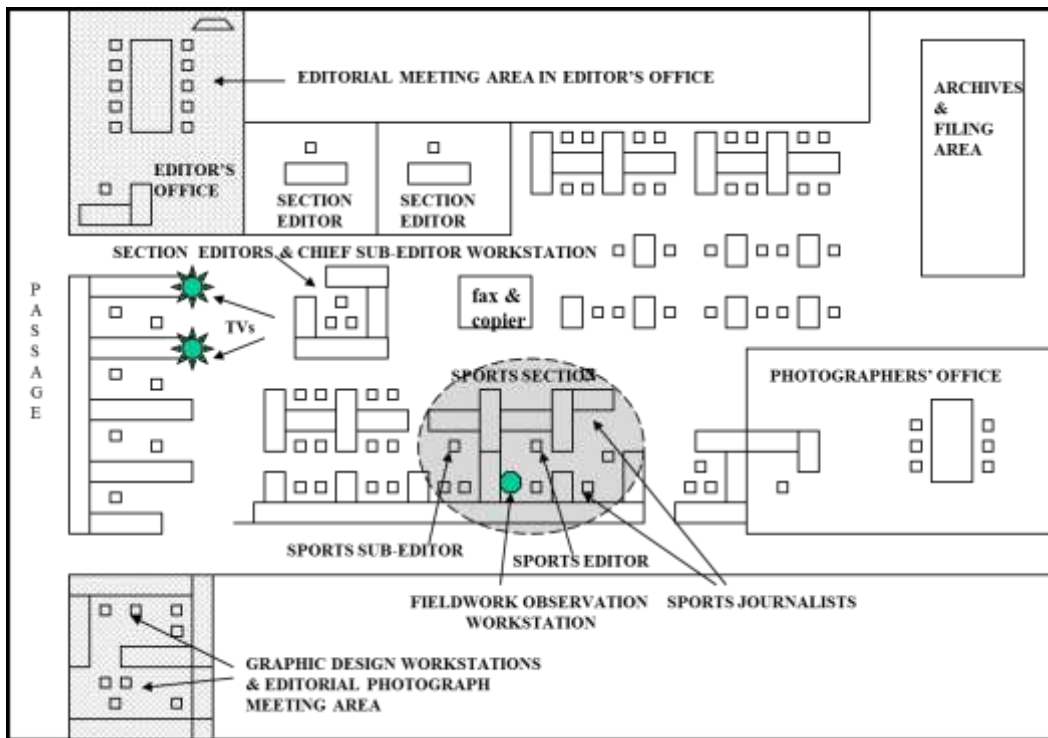 EDITORIAL MEETING AREA IN EDITOR'S OFFICE
ARCHIVES
&
FILING
AREA
EDITOR'S
OFFICE
SECTION
EDITOR
SECTION
EDITOR
SECTION EDITORS & CHIEF SUB-EDITOR WORKSTATION
PASSAGE
TVs
fax &
copier
SPORTS SECTION
PHOTOGRAPHERS' OFFICE
SPORTS SUB-EDITOR
SPORTS EDITOR
FIELDWORK OBSERVATION
WORKSTATION
SPORTS JOURNALISTS
GRAPHIC DESIGN WORKSTATIONS
& EDITORIAL PHOTOGRAPH
MEETING AREA